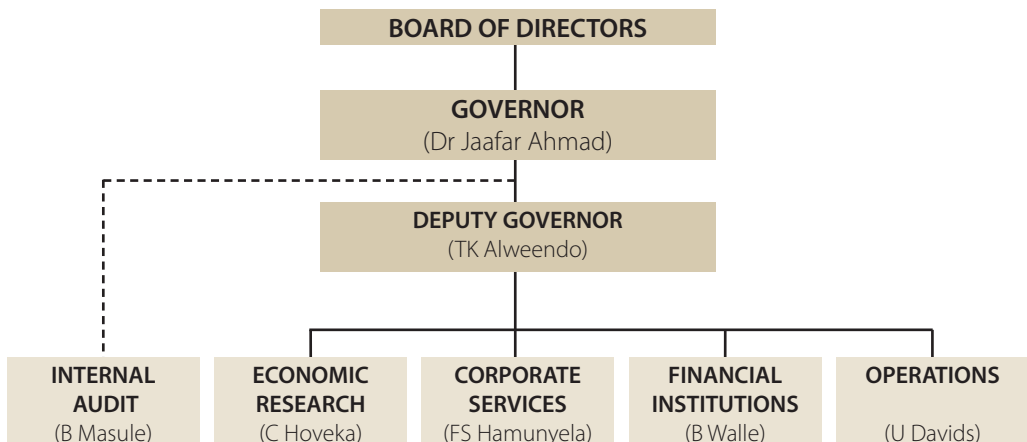 BOARD OF DIRECTORS
GOVERNOR
(Dr Jaafar Ahmad)
DEPUTY GOVERNOR
(TK Alweendo)
INTERNAL
AUDIT
(B Masule)
ECONOMIC
RESEARCH
(C Hoveka)
CORPORATE
SERVICES
(FS Hamunyela)
FINANCIAL
INSTITUTIONS
(B Walle)
OPERATIONS
(U Davids)